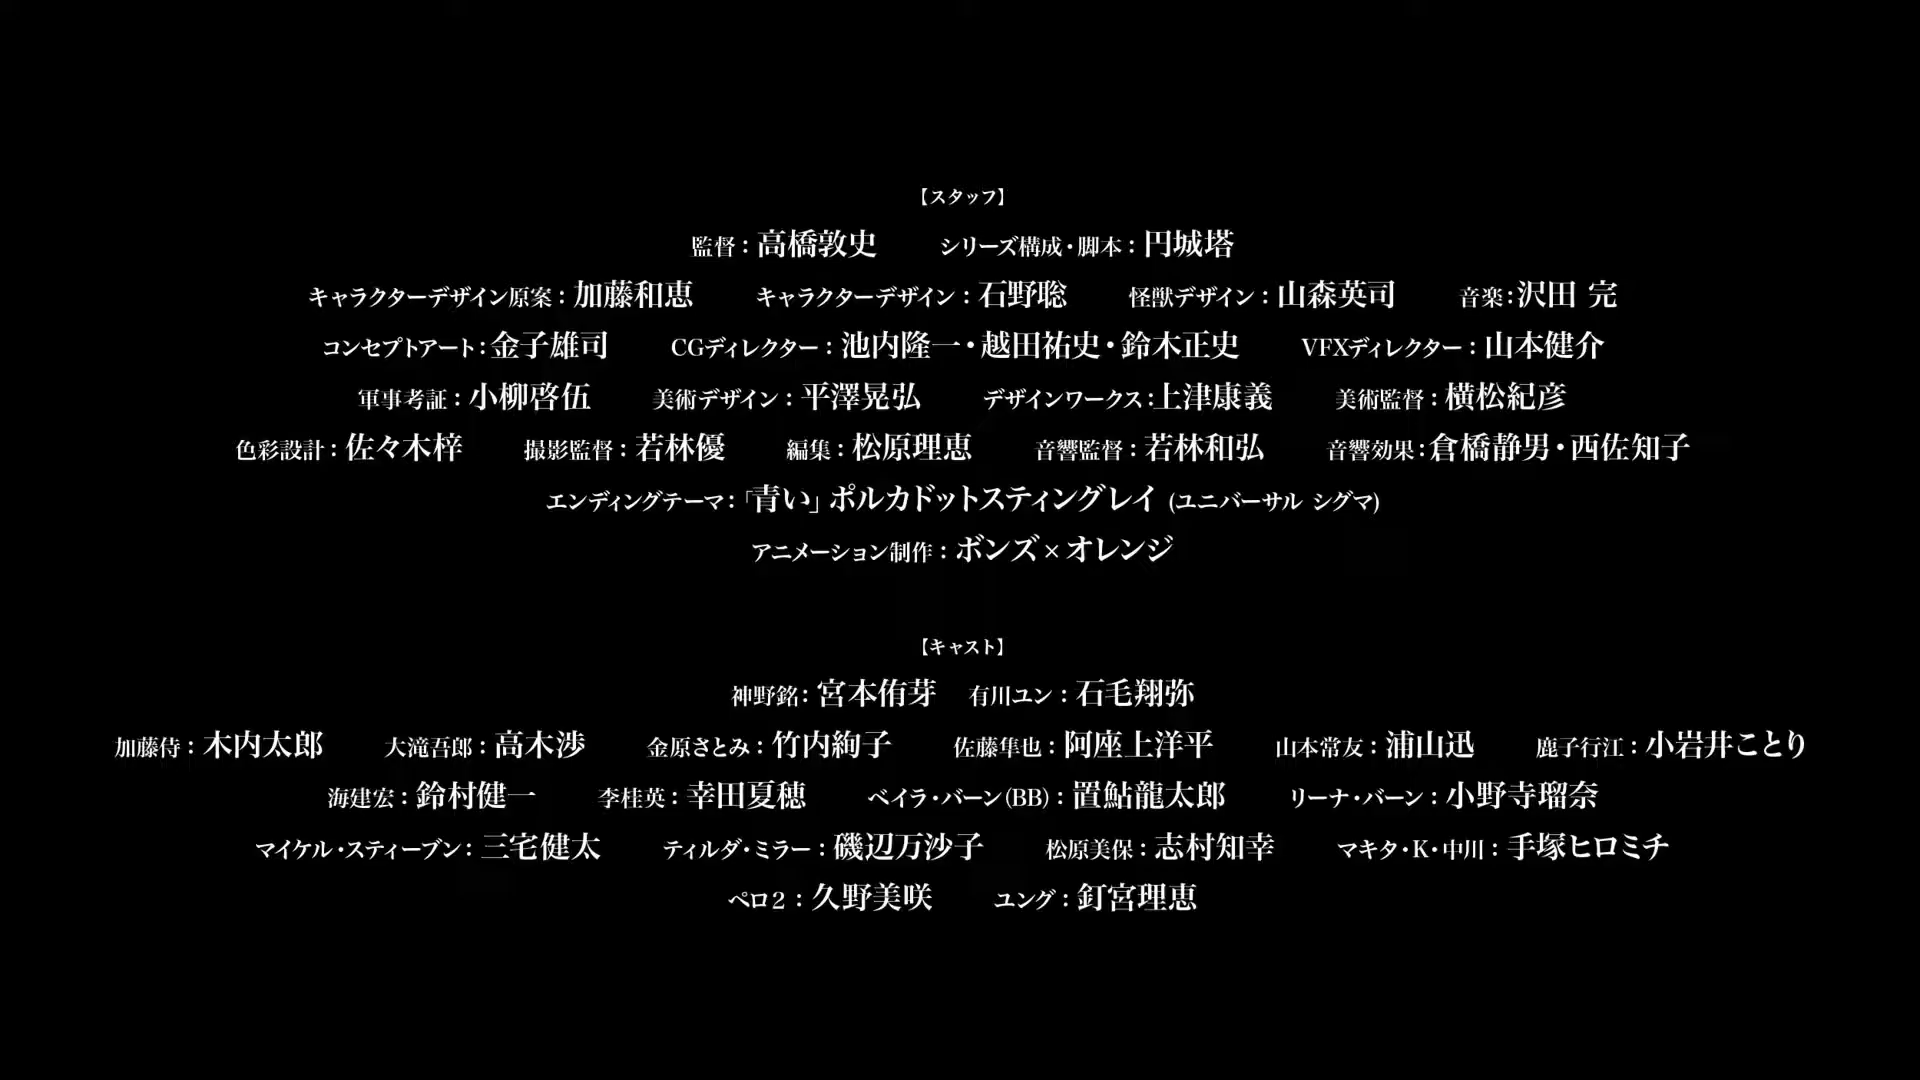 【スタッフ】
監督：高橋敦史　シリーズ構成・脚本：円城塔
キャラクターデザイン原案：加藤和恵　キャラクターデザイン：石野聡　怪獣デザイン：山森英司　音楽：沢田 完
コンセプトアート：金子雄司　CGディレクター：池内隆一・越田祐史・鈴木正史　VFXディレクター：山本健介
軍事考証：小柳啓伍　美術デザイン：平澤晃弘　デザインワークス：上津康義　美術監督：横松紀彦
色彩設計：佐々木梓　撮影監督：若林優　編集：松原理恵　音響監督：若林和弘　音響効果：倉橋静男・西佐知子
エンディングテーマ：「青い」ポルカドットスティングレイ (ユニバーサル シグマ)
アニメーション制作：ボンズ×オレンジ
【キャスト】
神野銘：宮本侑芽　有川ユン：石毛翔弥
加藤侍：木内太郎　大滝吾郎：高木渉　金原さとみ：竹内絢子　佐藤隼也：阿座上洋平　山本常友：浦山迅　鹿子行江：小岩井ことり
海建宏：鈴村健一　李桂英：幸田夏穂　ベイラ・バーン(BB)：置鮎龍太郎　リーナ・バーン：小野寺瑠奈
マイケル・スティーブン：三宅健太　ティルダ・ミラー：磯辺万沙子　松原美保：志村知幸　マキタ・K・中川：手塚ヒロミチ
ペロ2：久野美咲　ユング：釘宮理恵